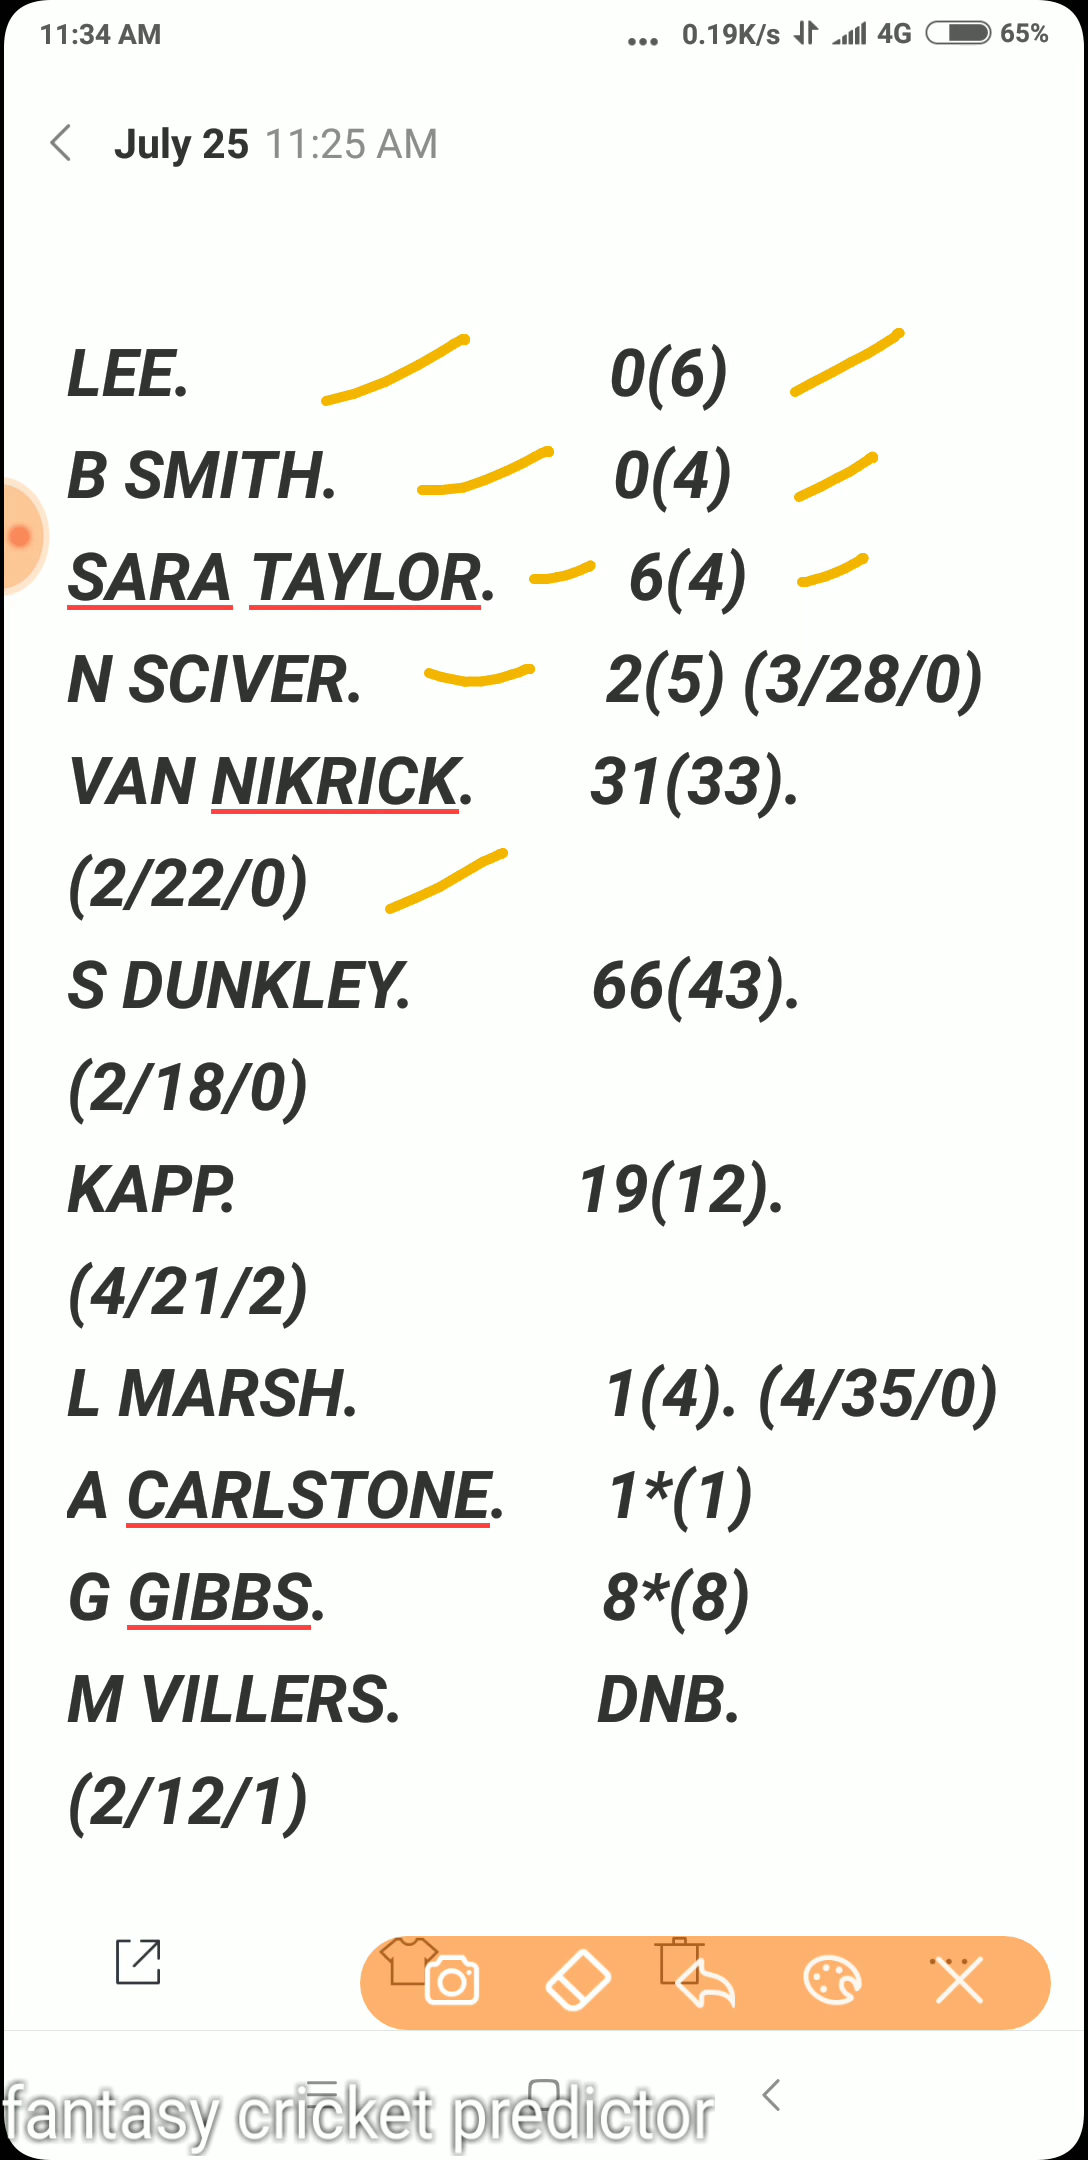 11:34 AM ... 0.19K/s 4G 65%
July 25 11:25 AM
LEE. 0(6)
B SMITH. 0(4)
SARA TAYLOR. 6(4)
N SCIVER. 2(5) (3/28/0)
VAN NIKRICK. 31(33).
(2/22/0)
S DUNKLEY. 66(43).
(2/18/0)
KAPP. 19(12).
(4/21/2)
L MARSH. 1(4). (4/35/0)
A CARLSTONE. 1*(1)
G GIBBS. 8*(8)
M VILLERS. DNB.
(2/12/1)
fantasy cricket predictor